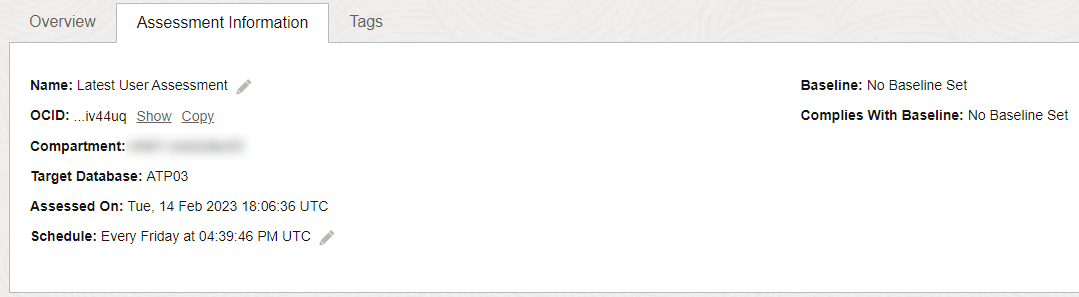 Overview Assessment Information Tags
Name: Latest User Assessment
OCID: ...iv44uq Show Copy
Compartment:
Target Database: ATP03
Assessed On: Tue, 14 Feb 2023 18:06:36 UTC
Schedule: Every Friday at 04:39:46 PM UTC
Baseline: No Baseline Set
Complies With Baseline: No Baseline Set